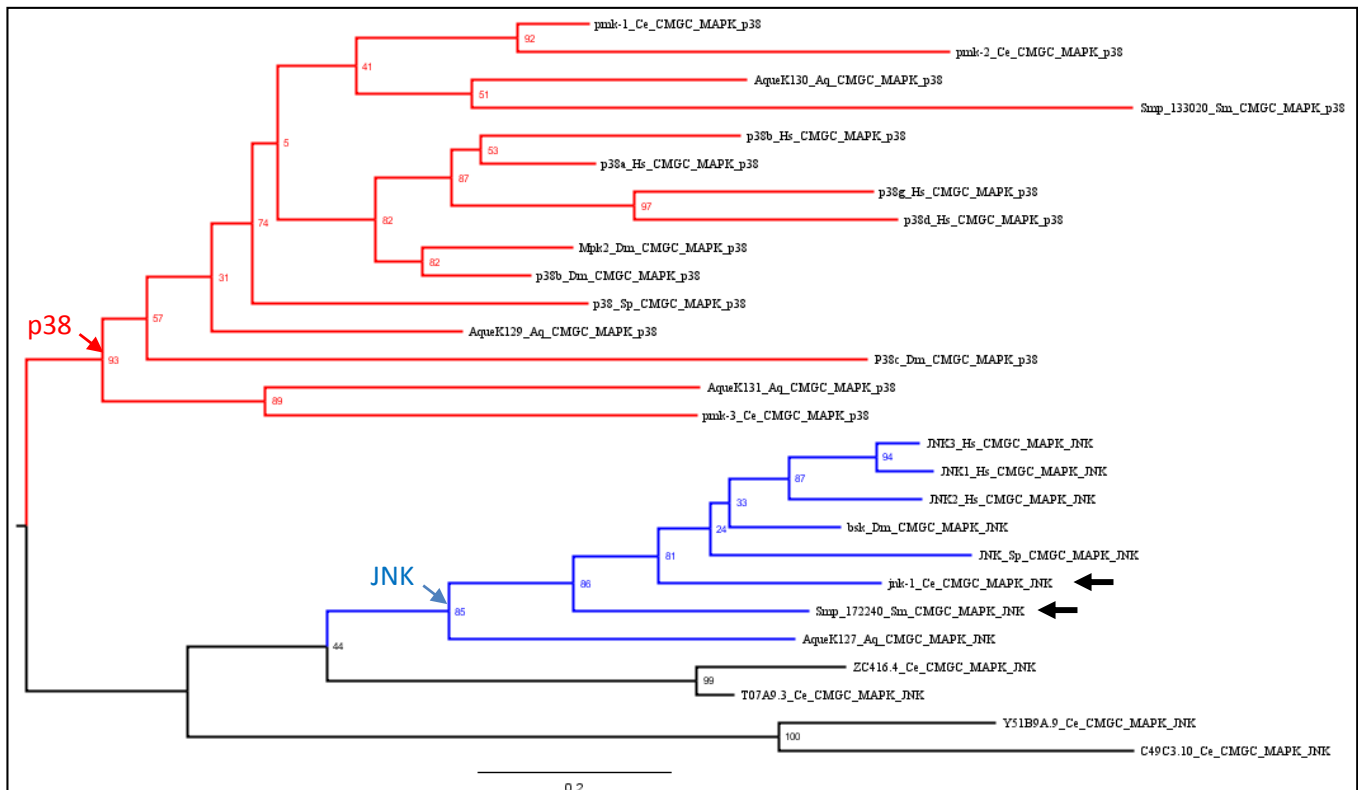 pmk-1_Ce_CMGC_MAPK_p38
92
pmk-2_Ce_CMGC_MAPK_p38
41
AqueK130_Aq_CMGC_MAPK_p38
51
Smp_133020_Sm_CMGC_MAPK_p38
5
p38b_Hs_CMGC_MAPK_p38
53
p38a_Hs_CMGC_MAPK_p38
87
p38g_Hs_CMGC_MAPK_p38
97
p38d_Hs_CMGC_MAPK_p38
74
82
Mpk2_Dm_CMGC_MAPK_p38
82
p38b_Dm_CMGC_MAPK_p38
31
p38_Sp_CMGC_MAPK_p38
57
p38
AqueK129_Aq_CMGC_MAPK_p38
93
P38c_Dm_CMGC_MAPK_p38
AqueK131_Aq_CMGC_MAPK_p38
89
pmk-3_Ce_CMGC_MAPK_p38
JNK3_Hs_CMGC_MAPK_JNK
94
JNK1_Hs_CMGC_MAPK_JNK
87
JNK2_Hs_CMGC_MAPK_JNK
33
bsk_Dm_CMGC_MAPK_JNK
24
JNK_Sp_CMGC_MAPK_JNK
81
JNK
jnk-1_Ce_CMGC_MAPK_JNK
86
Smp_172240_Sm_CMGC_MAPK_JNK
85
AqueK127_Aq_CMGC_MAPK_JNK
44
ZC416.4_Ce_CMGC_MAPK_JNK
99
T07A9.3_Ce_CMGC_MAPK_JNK
Y51B9A.9_Ce_CMGC_MAPK_JNK
100
C49C3.10_Ce_CMGC_MAPK_JNK
0.2